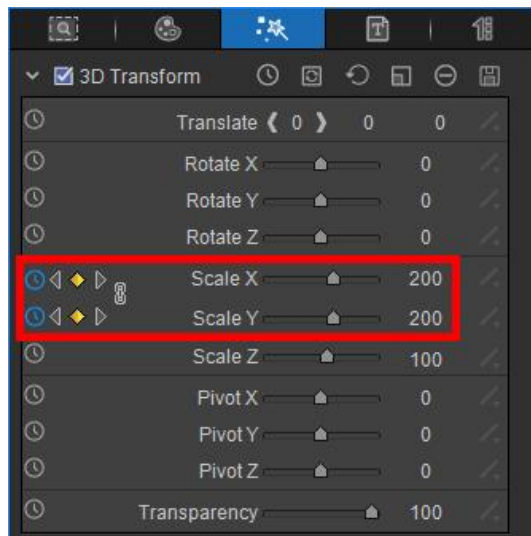 3D Transform
Translate 0 0 0
Rotate X 0
Rotate Y 0
Rotate Z 0
Scale X 200
Scale Y 200
Scale Z 100
Pivot X 0
Pivot Y 0
Pivot Z 0
Transparency 100